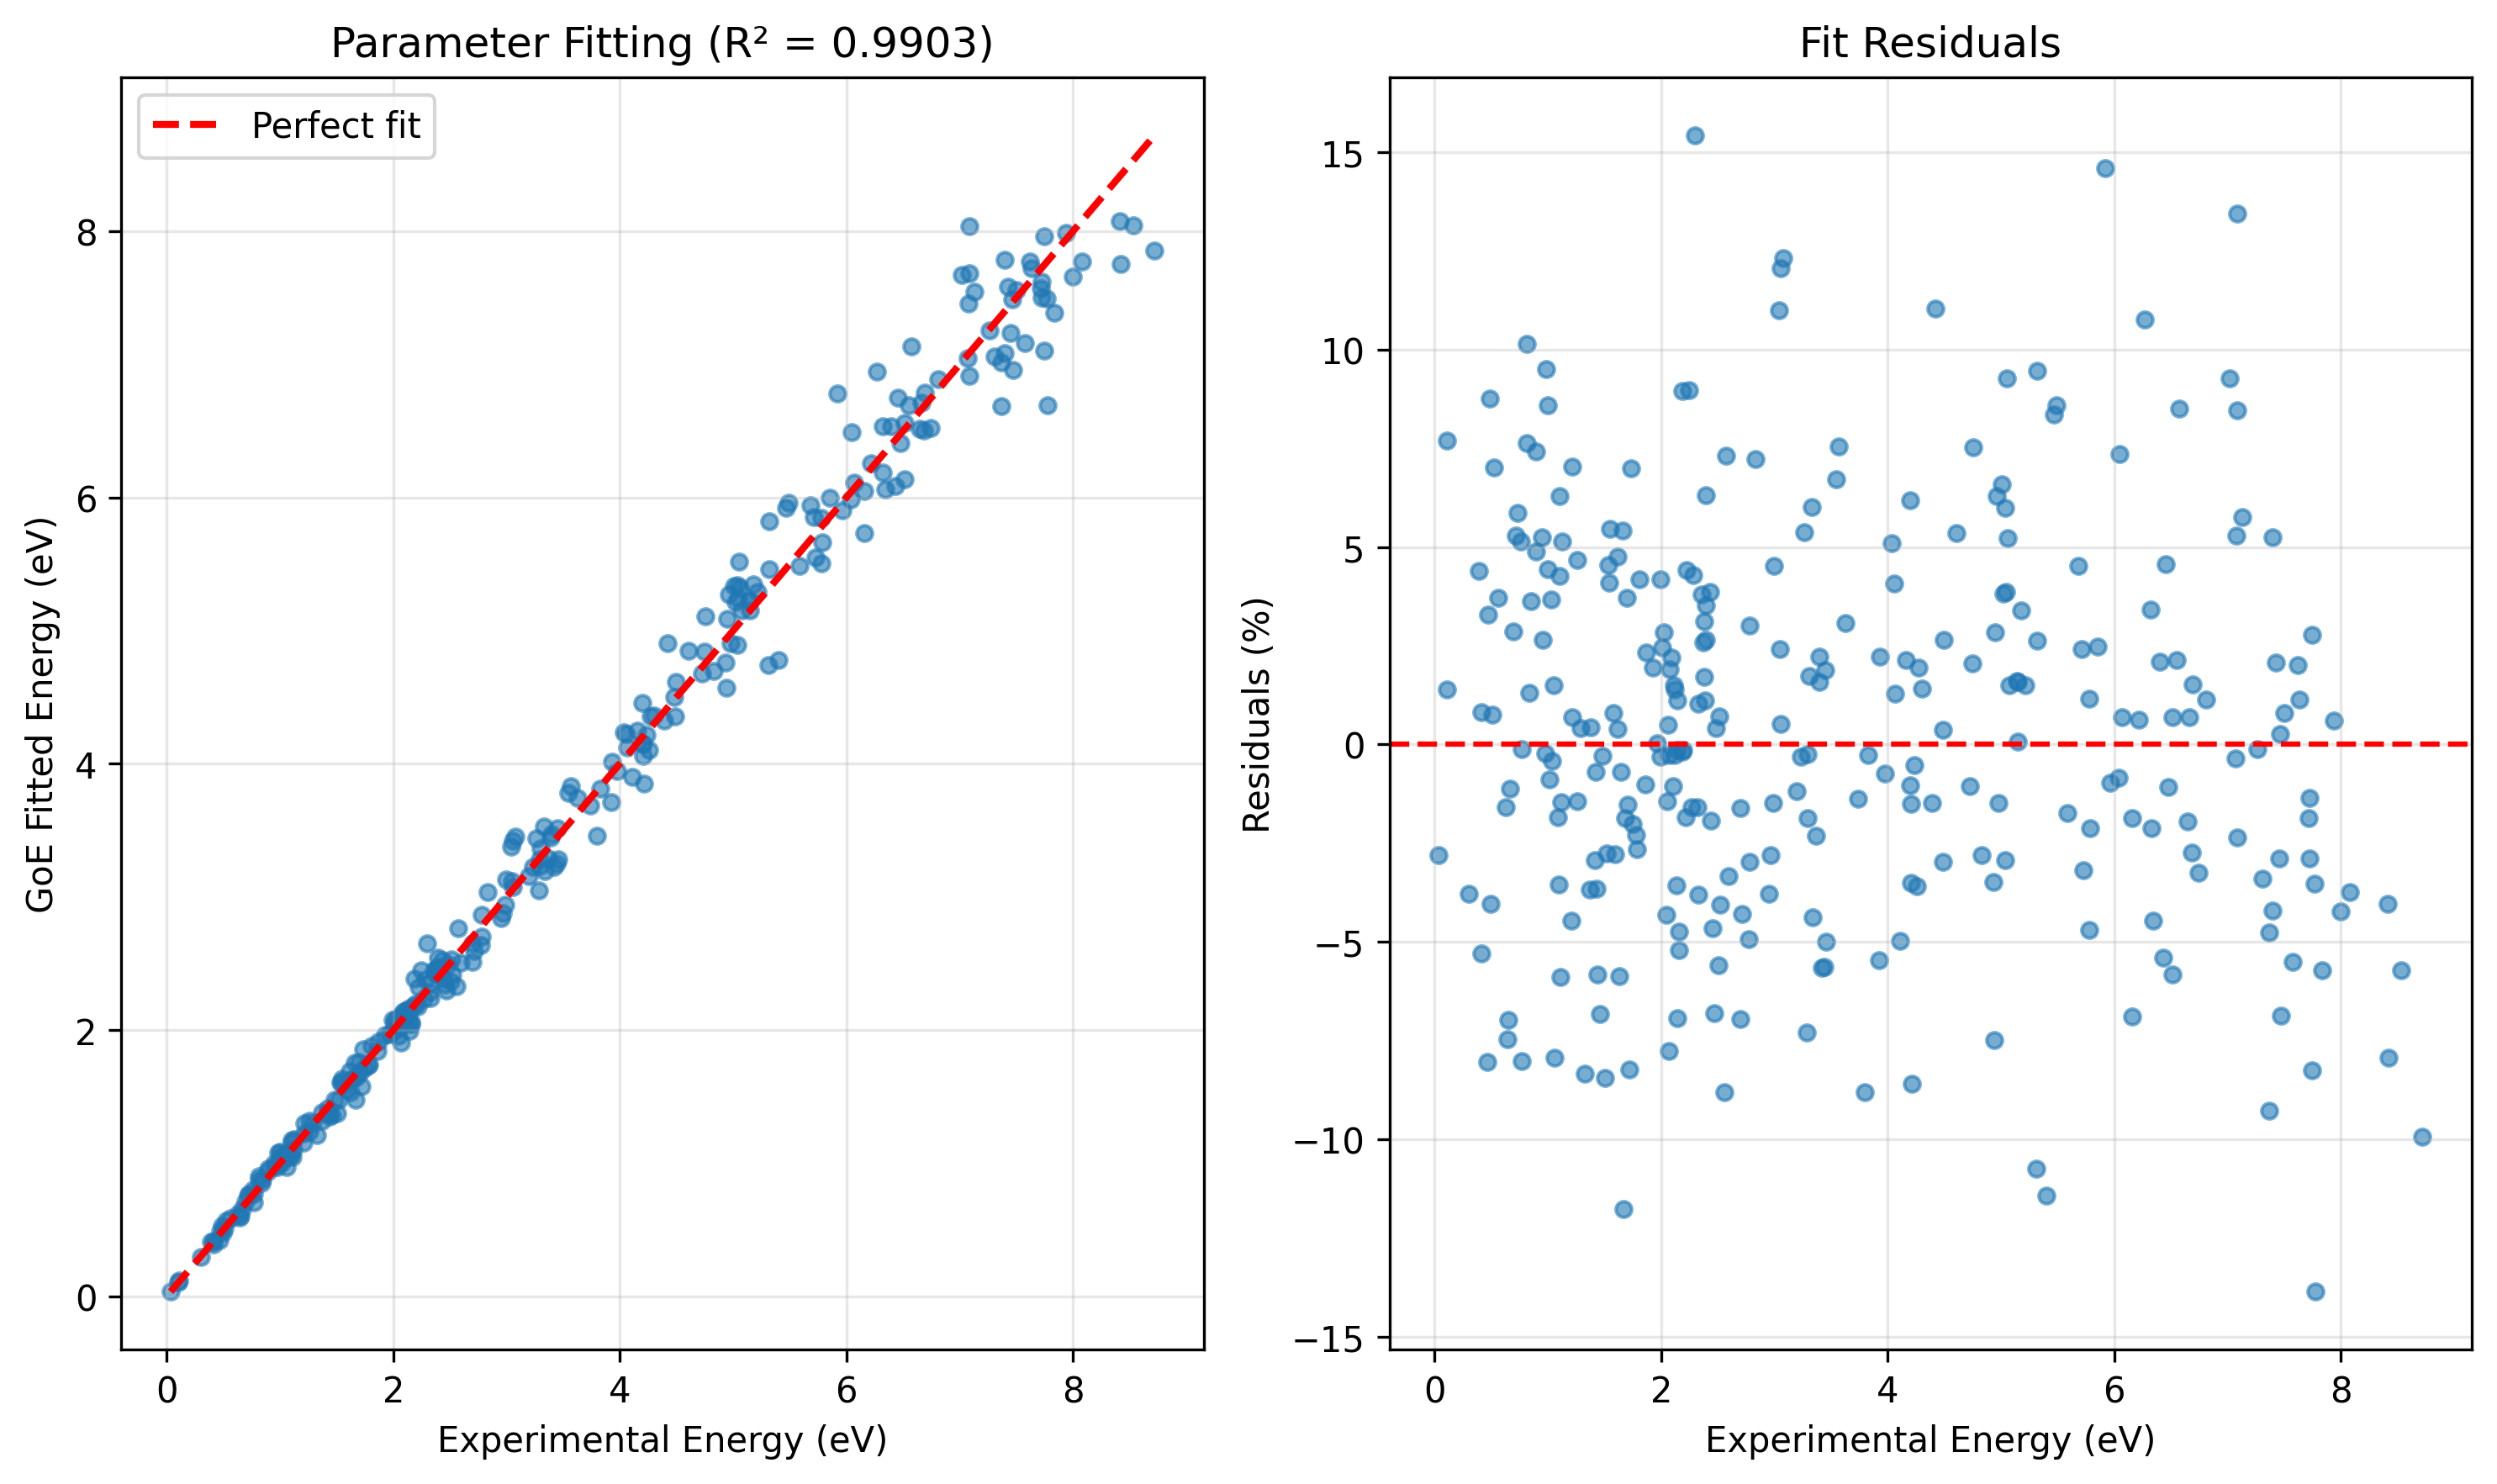 Parameter Fitting (R² = 0.9903)
Perfect fit
GoE Fitted Energy (eV)
8
6
4
2
0
0 2 4 6 8
Experimental Energy (eV)
Fit Residuals
Residuals (%)
15
10
5
0
−5
−10
−15
0 2 4 6 8
Experimental Energy (eV)